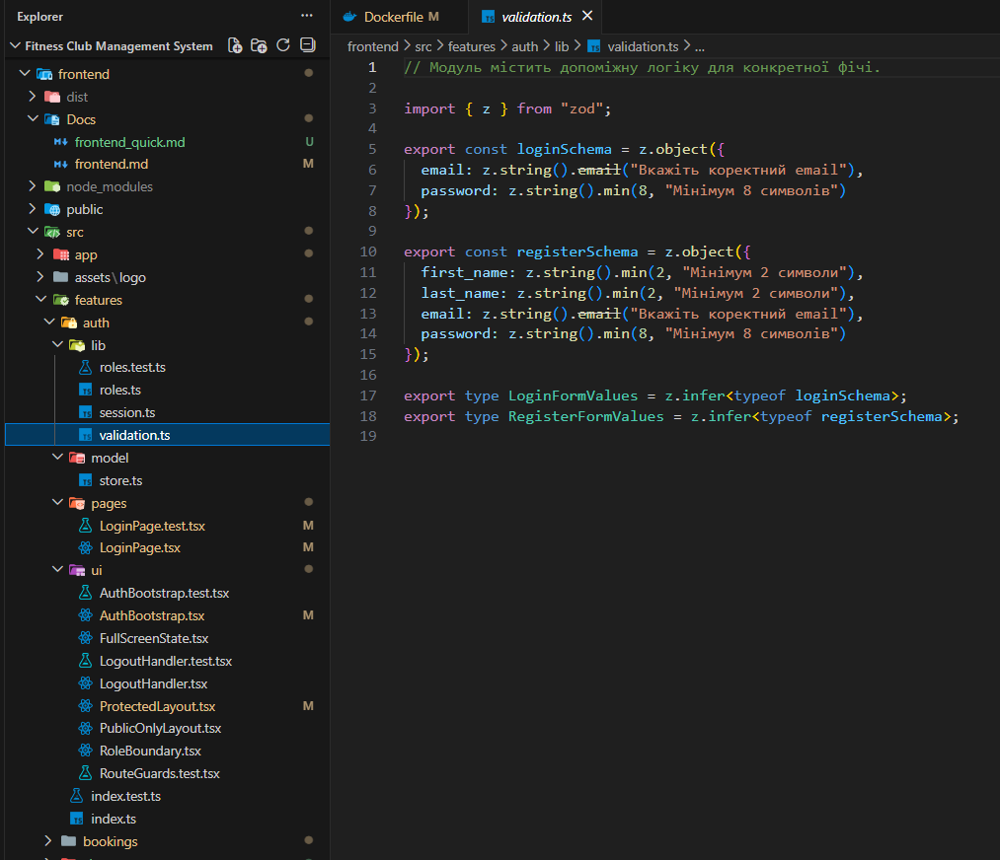 Explorer
Fitness Club Management System
frontend
dist
Docs
frontend_quick.md U
frontend.md M
node_modules
public
src
app
assets\logo
features
auth
lib
roles.test.ts
roles.ts
session.ts
validation.ts
model
store.ts
pages
LoginPage.test.tsx M
LoginPage.tsx M
ui
AuthBootstrap.test.tsx
AuthBootstrap.tsx M
FullScreenState.tsx
LogoutHandler.test.tsx
LogoutHandler.tsx
ProtectedLayout.tsx M
PublicOnlyLayout.tsx
RoleBoundary.tsx
RouteGuards.test.tsx
index.test.ts
index.ts
bookings
Dockerfile M
validation.ts
frontend > src > features > auth > lib > validation.ts > ...
1 // Модуль містить допоміжну логіку для конкретної фічі.
2
3 import { z } from "zod";
4
5 export const loginSchema = z.object({
6 email: z.string().email("Вкажіть коректний email"),
7 password: z.string().min(8, "Мінімум 8 символів")
8 });
9
10 export const registerSchema = z.object({
11 first_name: z.string().min(2, "Мінімум 2 символи"),
12 last_name: z.string().min(2, "Мінімум 2 символи"),
13 email: z.string().email("Вкажіть коректний email"),
14 password: z.string().min(8, "Мінімум 8 символів")
15 });
16
17 export type LoginFormValues = z.infer<typeof loginSchema>;
18 export type RegisterFormValues = z.infer<typeof registerSchema>;
19